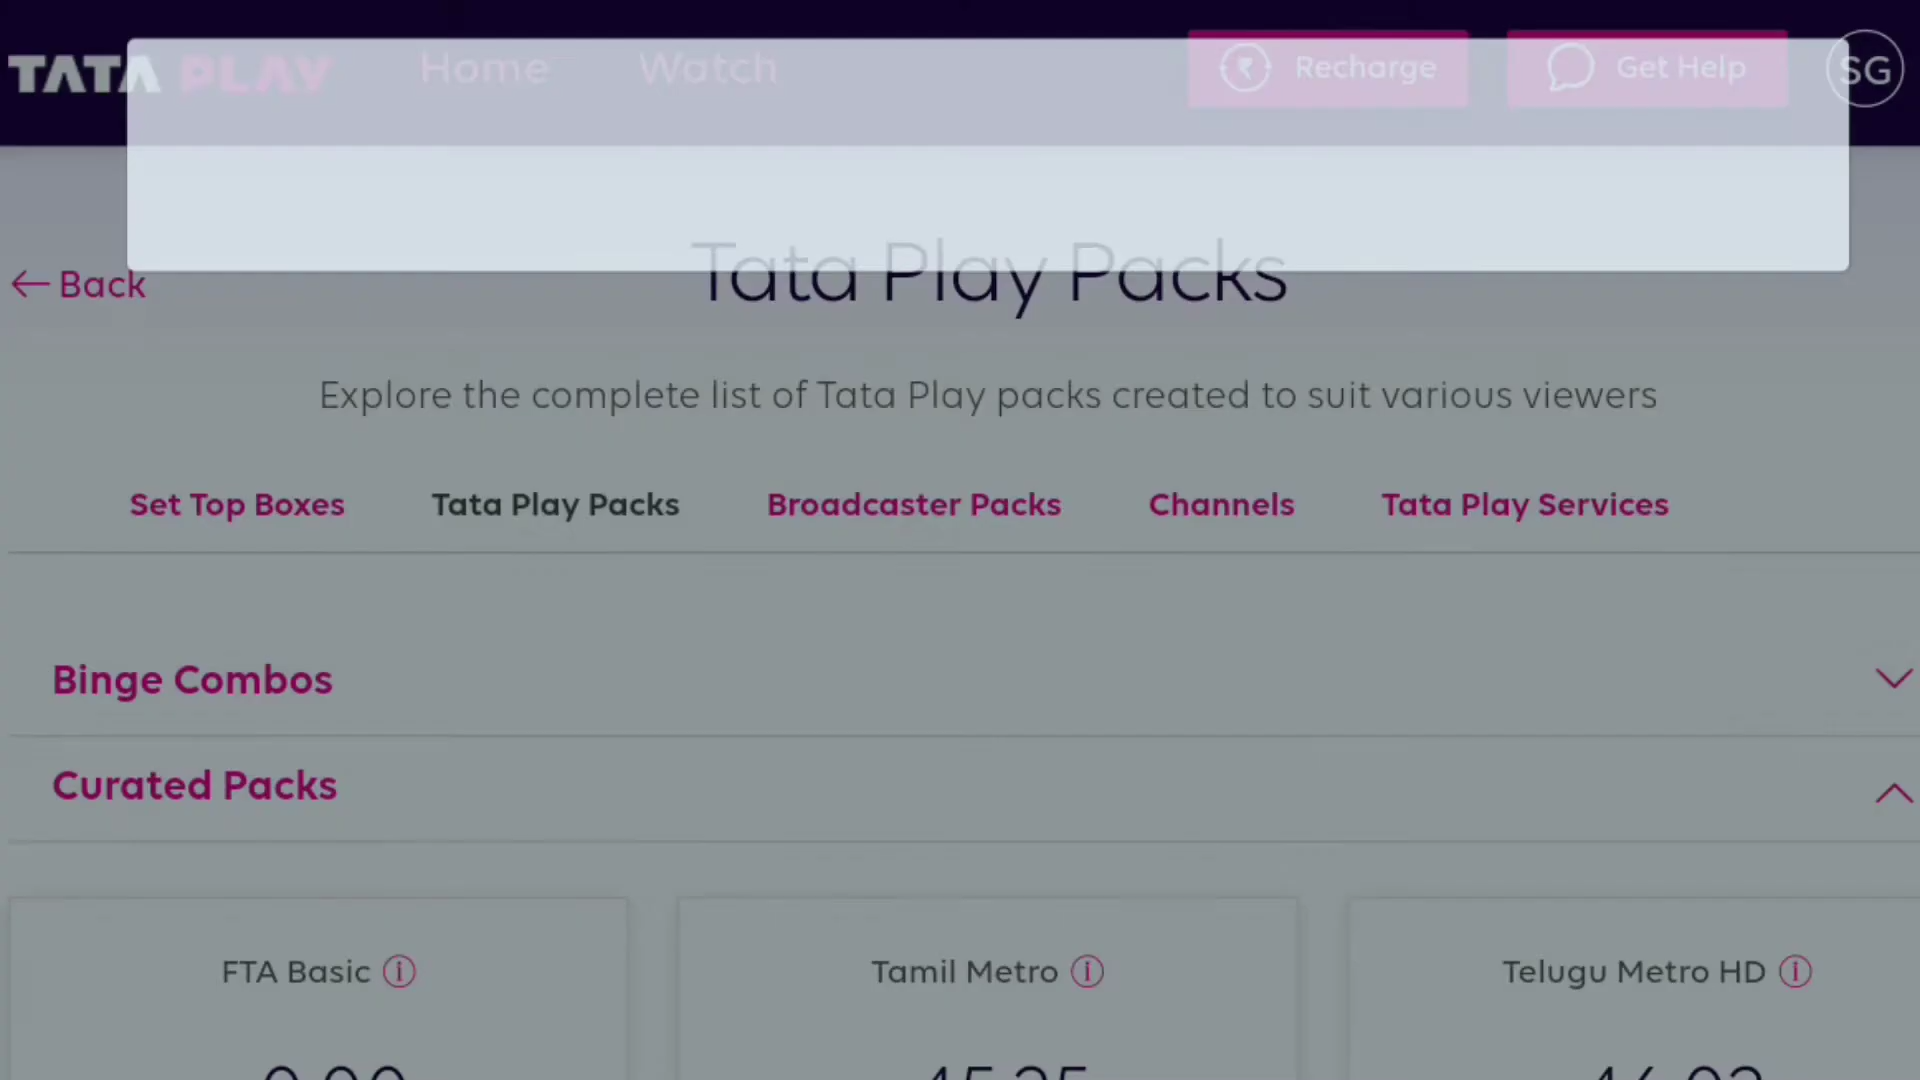 TATA PLAY Home Watch Recharge Get Help SG
← Back
Tata Play Packs
Explore the complete list of Tata Play packs created to suit various viewers
Set Top Boxes Tata Play Packs Broadcaster Packs Channels Tata Play Services
Binge Combos
Curated Packs
FTA Basic Tamil Metro Telugu Metro HD